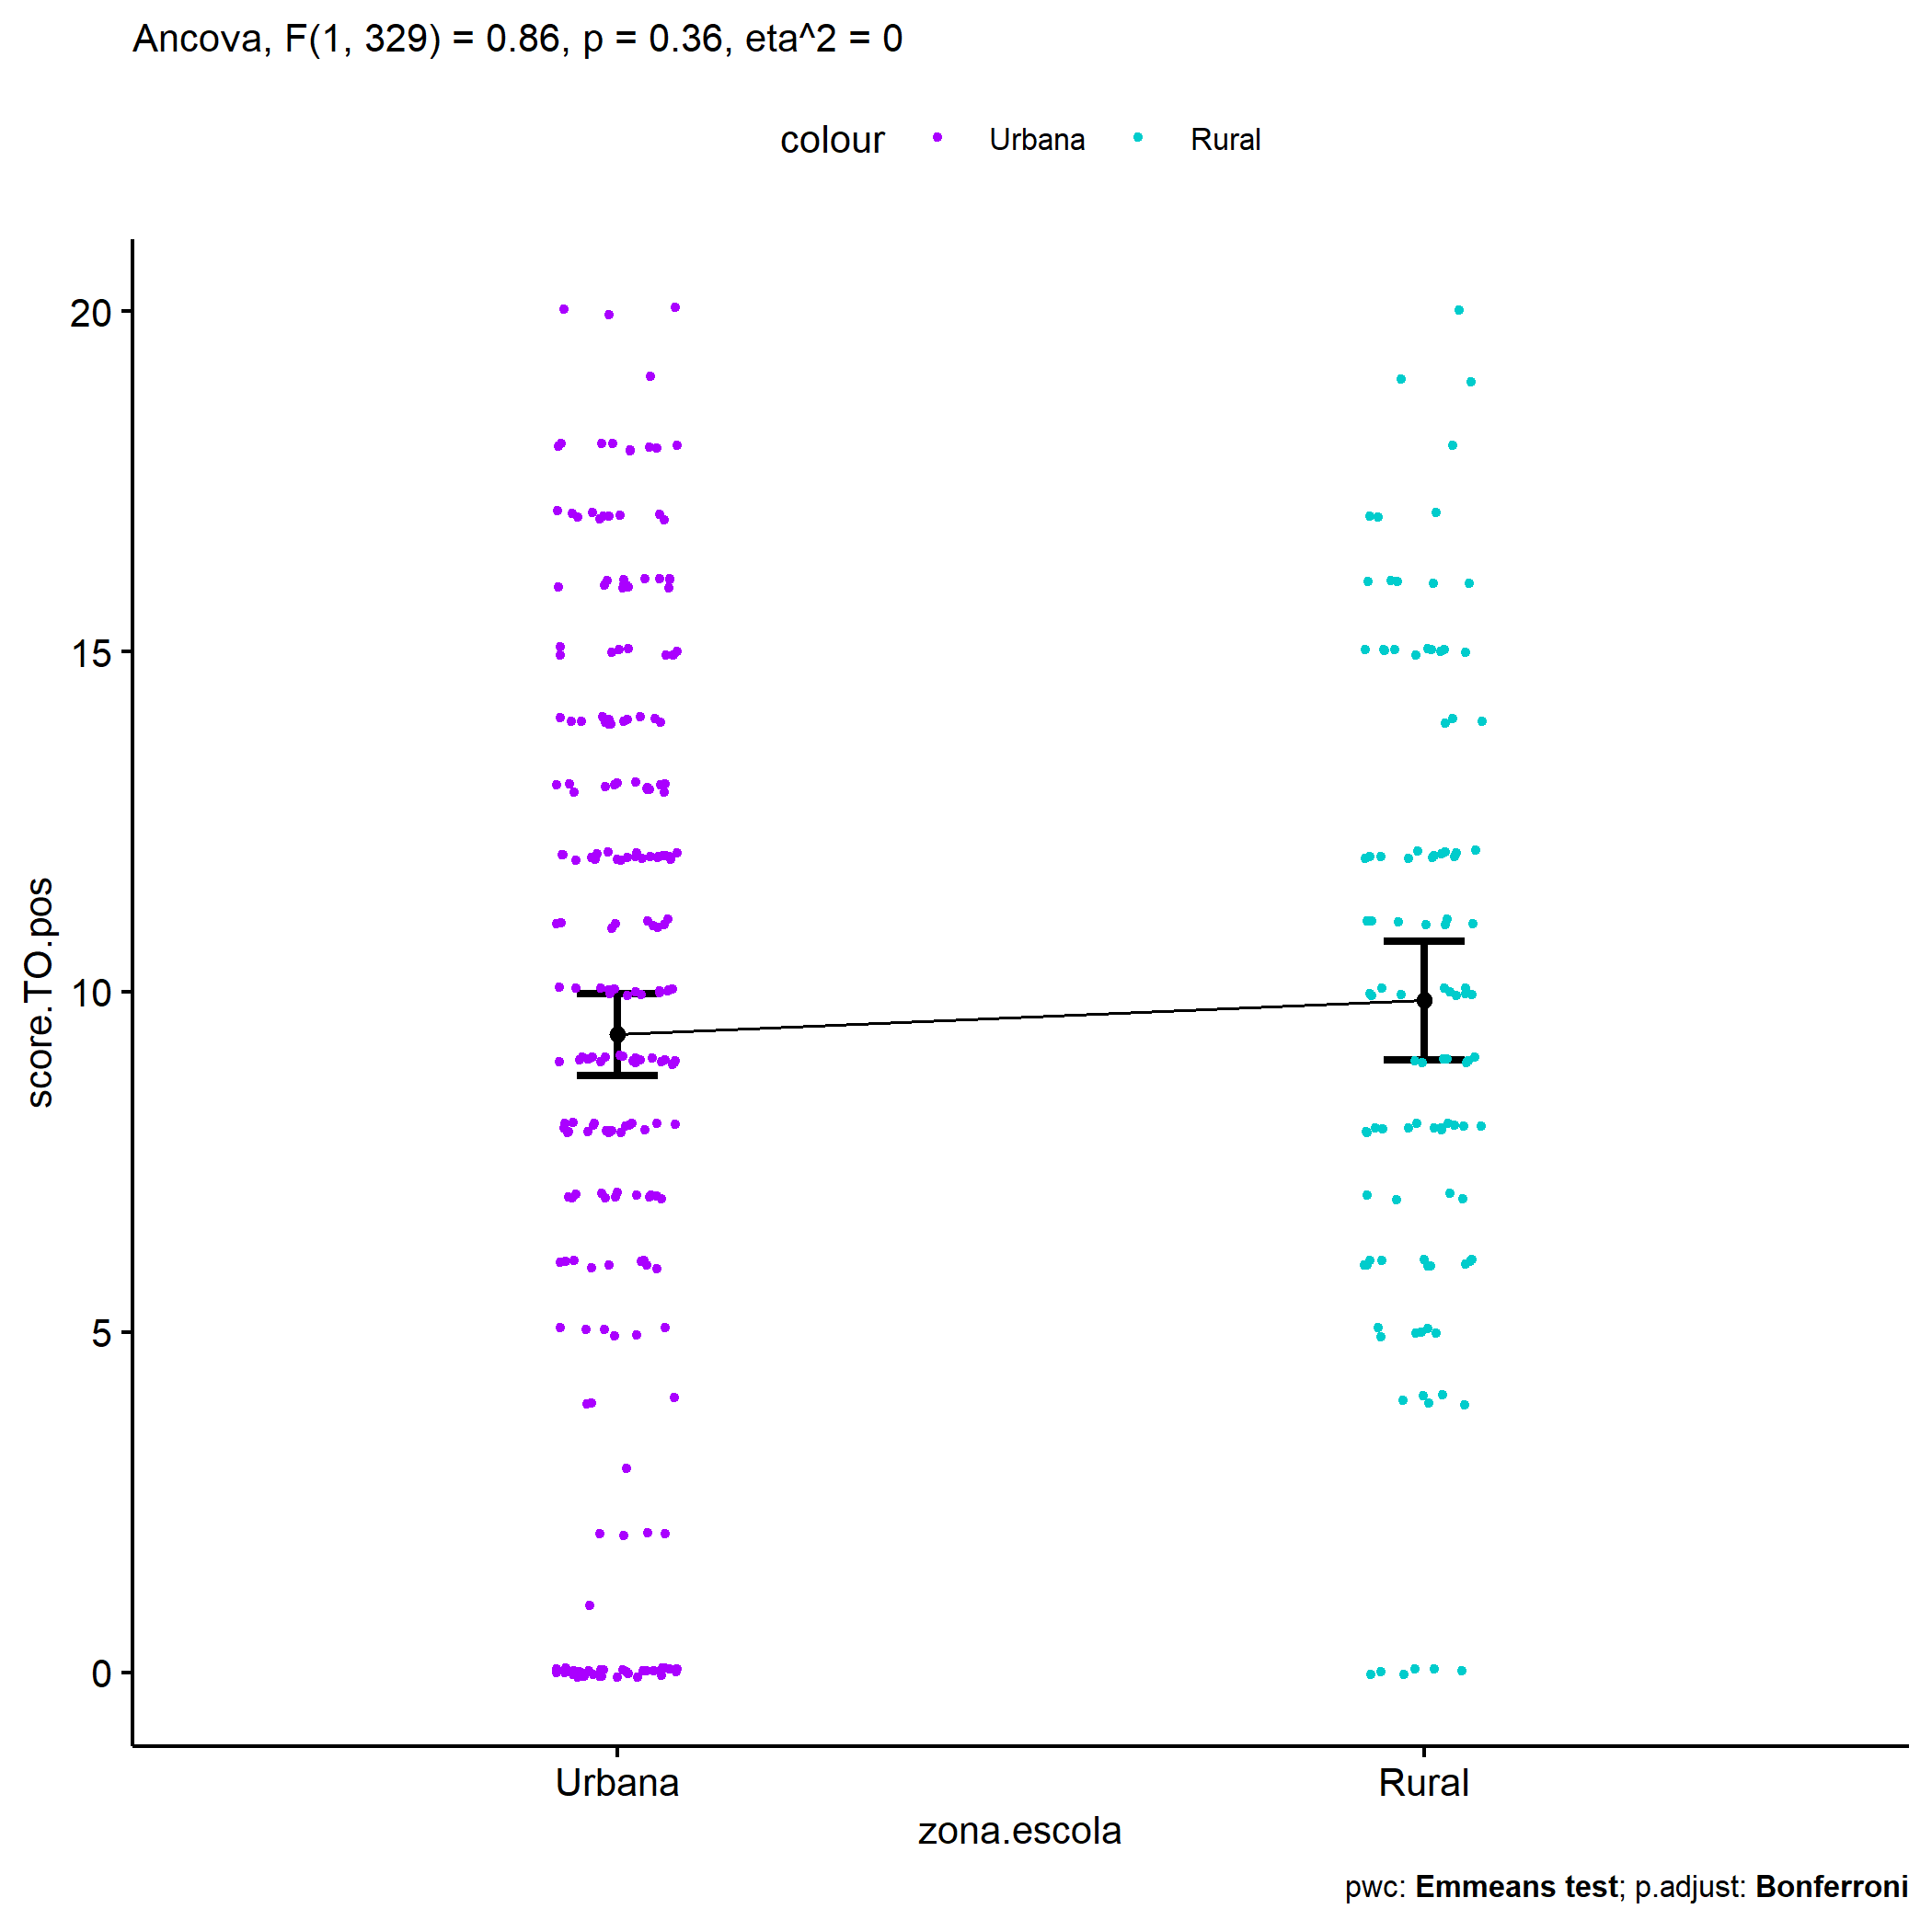 Ancova, F(1, 329) = 0.86, p = 0.36, eta^2 = 0
colour Urbana Rural
20
15
10
5
0
score.TO.pos
Urbana Rural
zona.escola
pwc: Emmeans test; p.adjust: Bonferroni